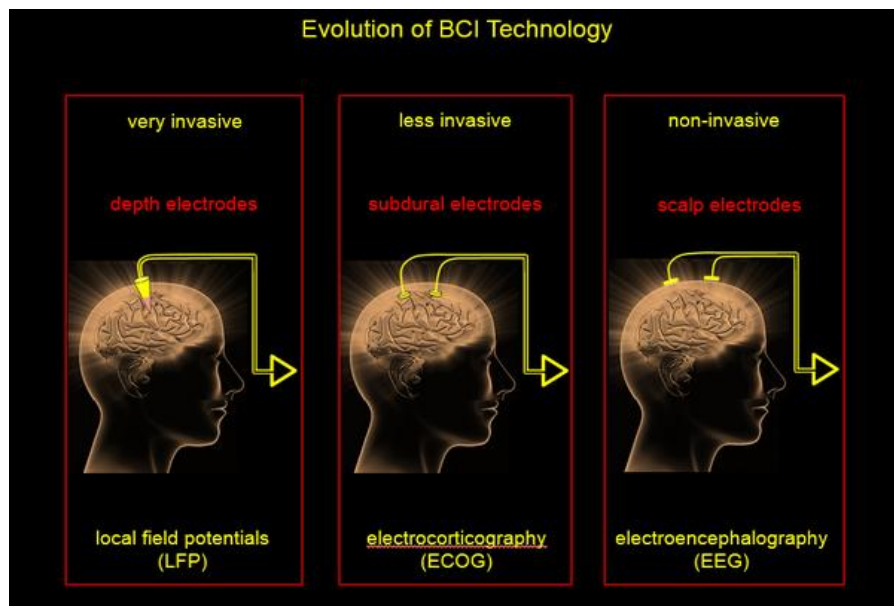 Evolution of BCI Technology
very invasive
depth electrodes
local field potentials
(LFP)
less invasive
subdural electrodes
electrocorticography
(ECOG)
non-invasive
scalp electrodes
electroencephalography
(EEG)